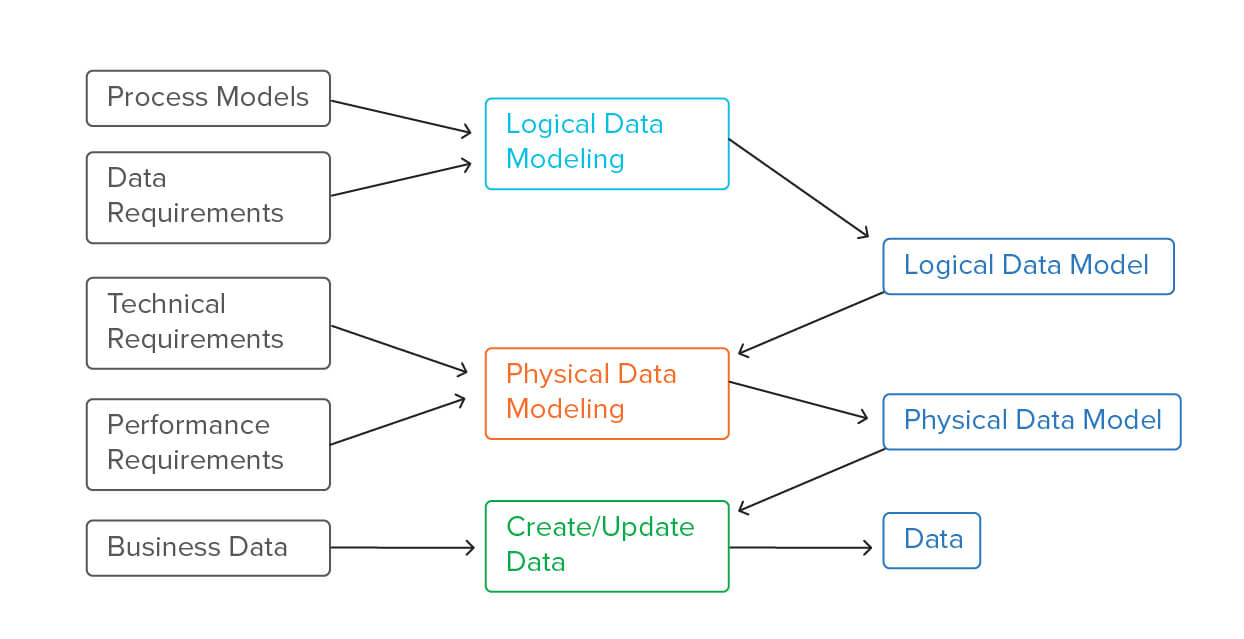 Process Models
Data
Requirements
Technical
Requirements
Performance
Requirements
Business Data
Logical Data
Modeling
Physical Data
Modeling
Create/Update
Data
Logical Data Model
Physical Data Model
Data